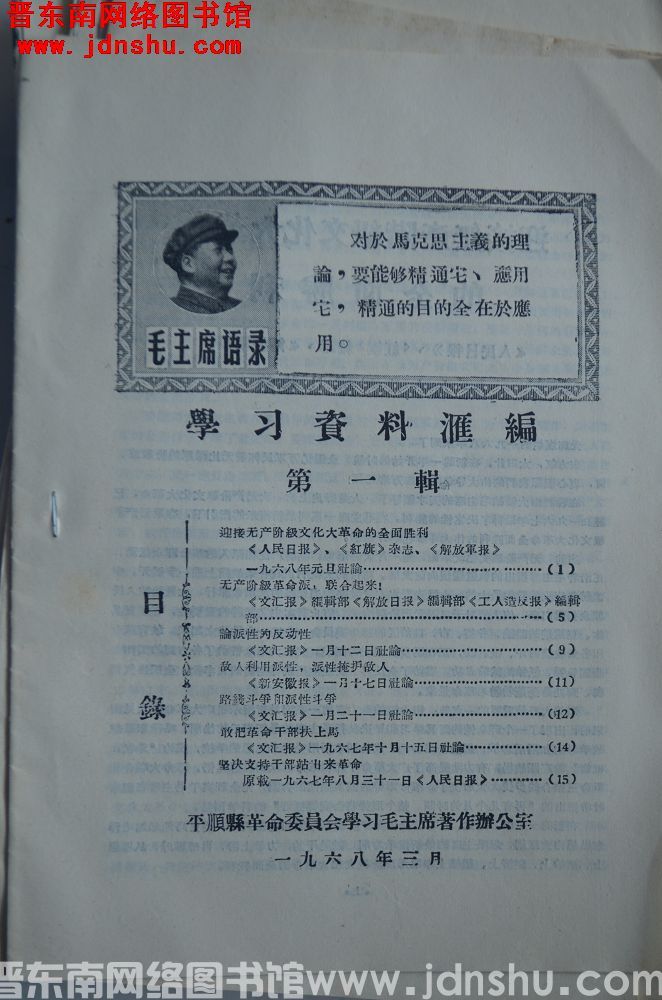 晋东南网络图书馆
www.jdnshu.com
对於馬克思主義的理
論，要能够精通它、應用
它，精通的目的全在於應
用。
毛主席语录
學习資料滙編
第一輯
目錄
迎接无产阶級文化大革命的全面胜利
《人民日报》、《紅旗》杂志、《解放軍报》
一九六八年元旦社論……（1）
无产阶級革命派，联合起来！
《文汇报》編輯部《解放日报》編輯部《工人造反报》編輯
部……（5）
論派性的反动性
《文汇报》一月十二日社論……（9）
敌人利用派性，派性掩护敌人
《新安徽报》一月十七日社論……（11）
路綫斗爭和派性斗爭
《文汇报》一月二十一日社論……（12）
敢把革命干部扶上馬
《文汇报》一九六七年十月十五日社論……（14）
坚决支持干部站出来革命
原載一九六七年八月三十一日《人民日报》……（15）
平順縣革命委員会學习毛主席著作辦公室
一九六八年三月
晋东南网络图书馆www.jdnshu.com